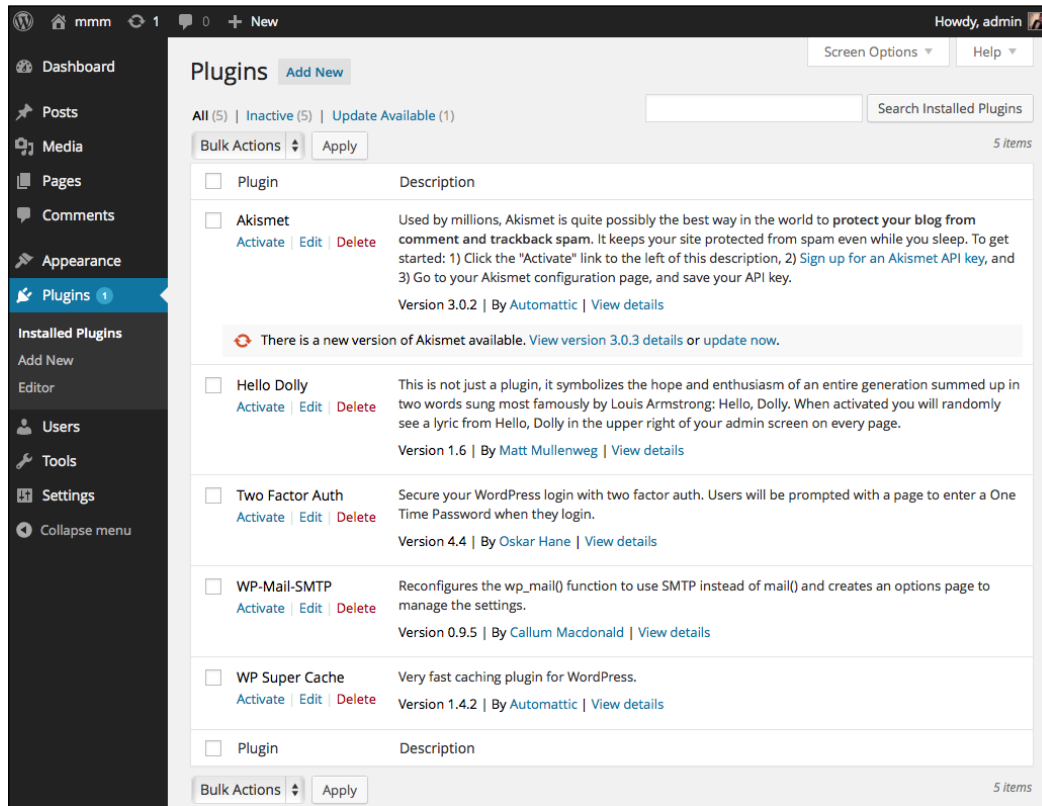 mmm 1 0 + New Howdy, admin
Dashboard
Posts
Media
Pages
Comments
Appearance
Plugins 1
Installed Plugins
Add New
Editor
Users
Tools
Settings
Collapse menu
Screen Options Help
Plugins Add New
All (5) | Inactive (5) | Update Available (1) Search Installed Plugins
Bulk Actions Apply 5 items
Plugin Description
Akismet
Activate | Edit | Delete
Used by millions, Akismet is quite possibly the best way in the world to protect your blog from
comment and trackback spam. It keeps your site protected from spam even while you sleep. To get
started: 1) Click the "Activate" link to the left of this description, 2) Sign up for an Akismet API key, and
3) Go to your Akismet configuration page, and save your API key.
Version 3.0.2 | By Automattic | View details
There is a new version of Akismet available. View version 3.0.3 details or update now.
Hello Dolly
Activate | Edit | Delete
This is not just a plugin, it symbolizes the hope and enthusiasm of an entire generation summed up in
two words sung most famously by Louis Armstrong: Hello, Dolly. When activated you will randomly
see a lyric from Hello, Dolly in the upper right of your admin screen on every page.
Version 1.6 | By Matt Mullenweg | View details
Two Factor Auth
Activate | Edit | Delete
Secure your WordPress login with two factor auth. Users will be prompted with a page to enter a One
Time Password when they login.
Version 4.4 | By Oskar Hane | View details
WP-Mail-SMTP
Activate | Edit | Delete
Reconfigures the wp_mail() function to use SMTP instead of mail() and creates an options page to
manage the settings.
Version 0.9.5 | By Callum Macdonald | View details
WP Super Cache
Activate | Edit | Delete
Very fast caching plugin for WordPress.
Version 1.4.2 | By Automattic | View details
Plugin Description
Bulk Actions Apply 5 items